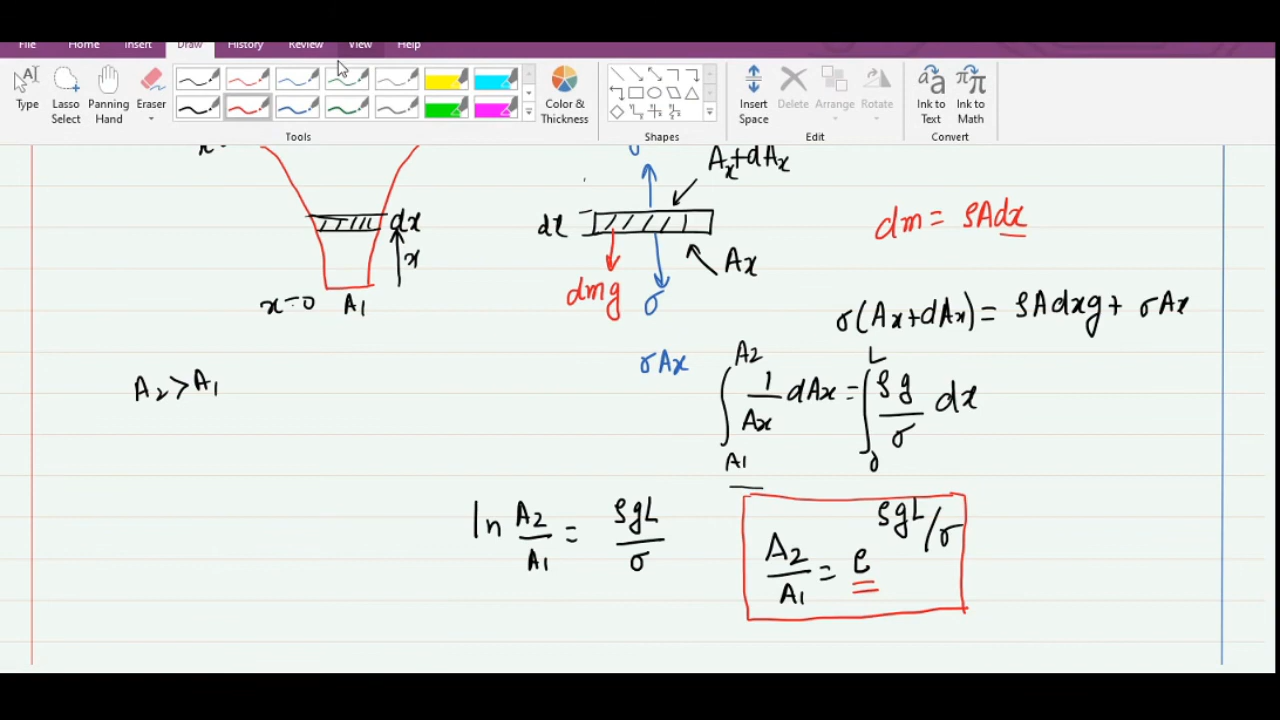 File Home Insert Draw History Review View Help
Type Lasso Select Panning Hand Eraser Color & Thickness Insert Space Delete Arrange Rotate Ink to Text Ink to Math
Tools Shapes Edit Convert
Ax+dAx
dx
x
x=0 A1
dx
Ax
dmg σ
dm = ρAdx
σ(Ax+dAx) = ρAdxg + σAx
A2>A1
σAx
∫_{A1}^{A2} 1/Ax dAx = ∫_0^L ρg/σ dx
ln A2/A1 = ρgL/σ
A2/A1 = e^{ρgL/σ}